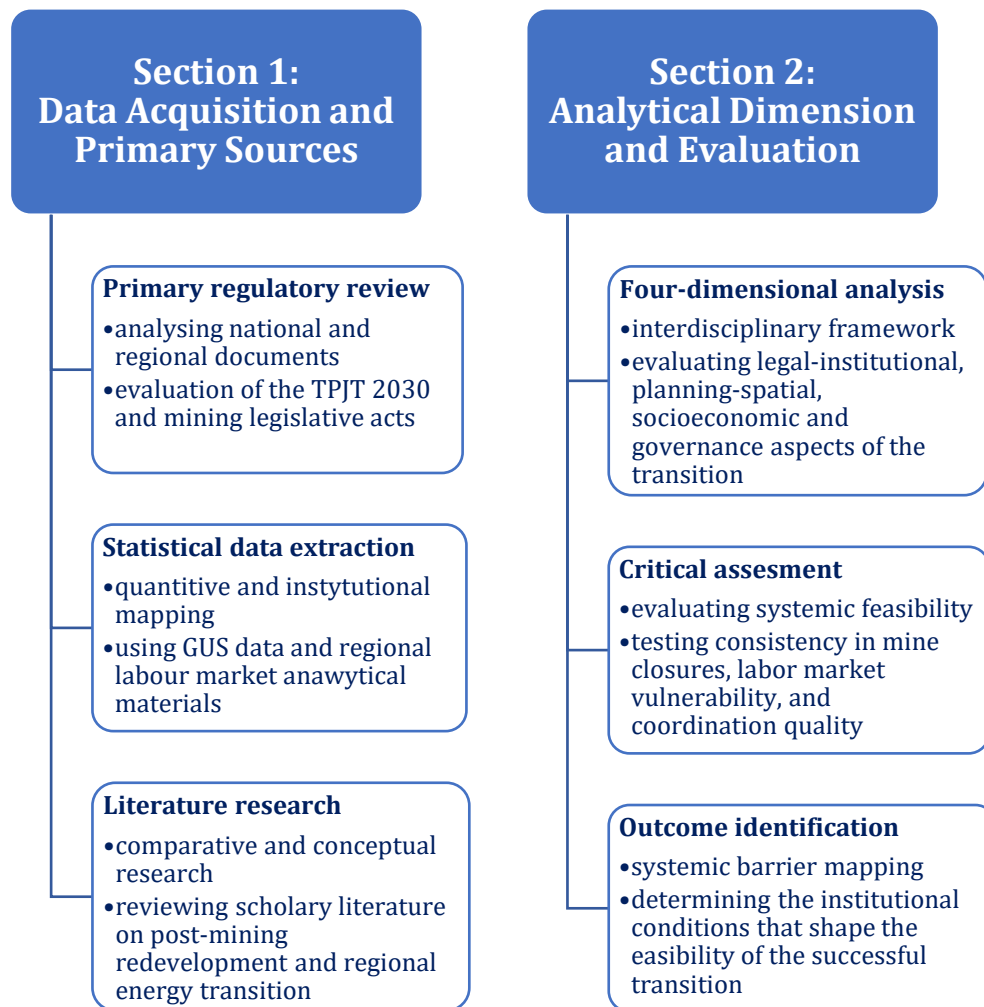 Section 1:
Data Acquisition and
Primary Sources
Primary regulatory review
•analysing national and
regional documents
•evaluation of the TPJT 2030
and mining legislative acts
Statistical data extraction
•quantitive and instytutional
mapping
•using GUS data and regional
labour market anawytical
materials
Literature research
•comparative and conceptual
research
•reviewing scholary literature
on post-mining
redevelopment and regional
energy transition
Section 2:
Analytical Dimension
and Evaluation
Four-dimensional analysis
•interdisciplinary framework
•evaluating legal-institutional,
planning-spatial,
socioeconomic and
governance aspects of the
transition
Critical assesment
•evaluating systemic feasibility
•testing consistency in mine
closures, labor market
vulnerability, and
coordination quality
Outcome identification
•systemic barrier mapping
•determining the institutional
conditions that shape the
easibility of the successful
transition